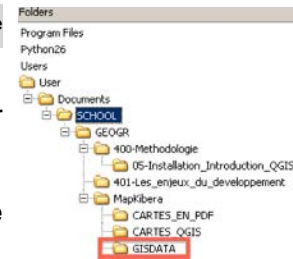 Folders
Program Files
Python26
Users
User
Documents
SCHOOL
GEOGR
400-Methodologie
05-Installation_Introduction_QGIS
401-Les_enjeux_du_developpement
MapKibera
CARTES_EN_PDF
CARTES_QGIS
GISDATA